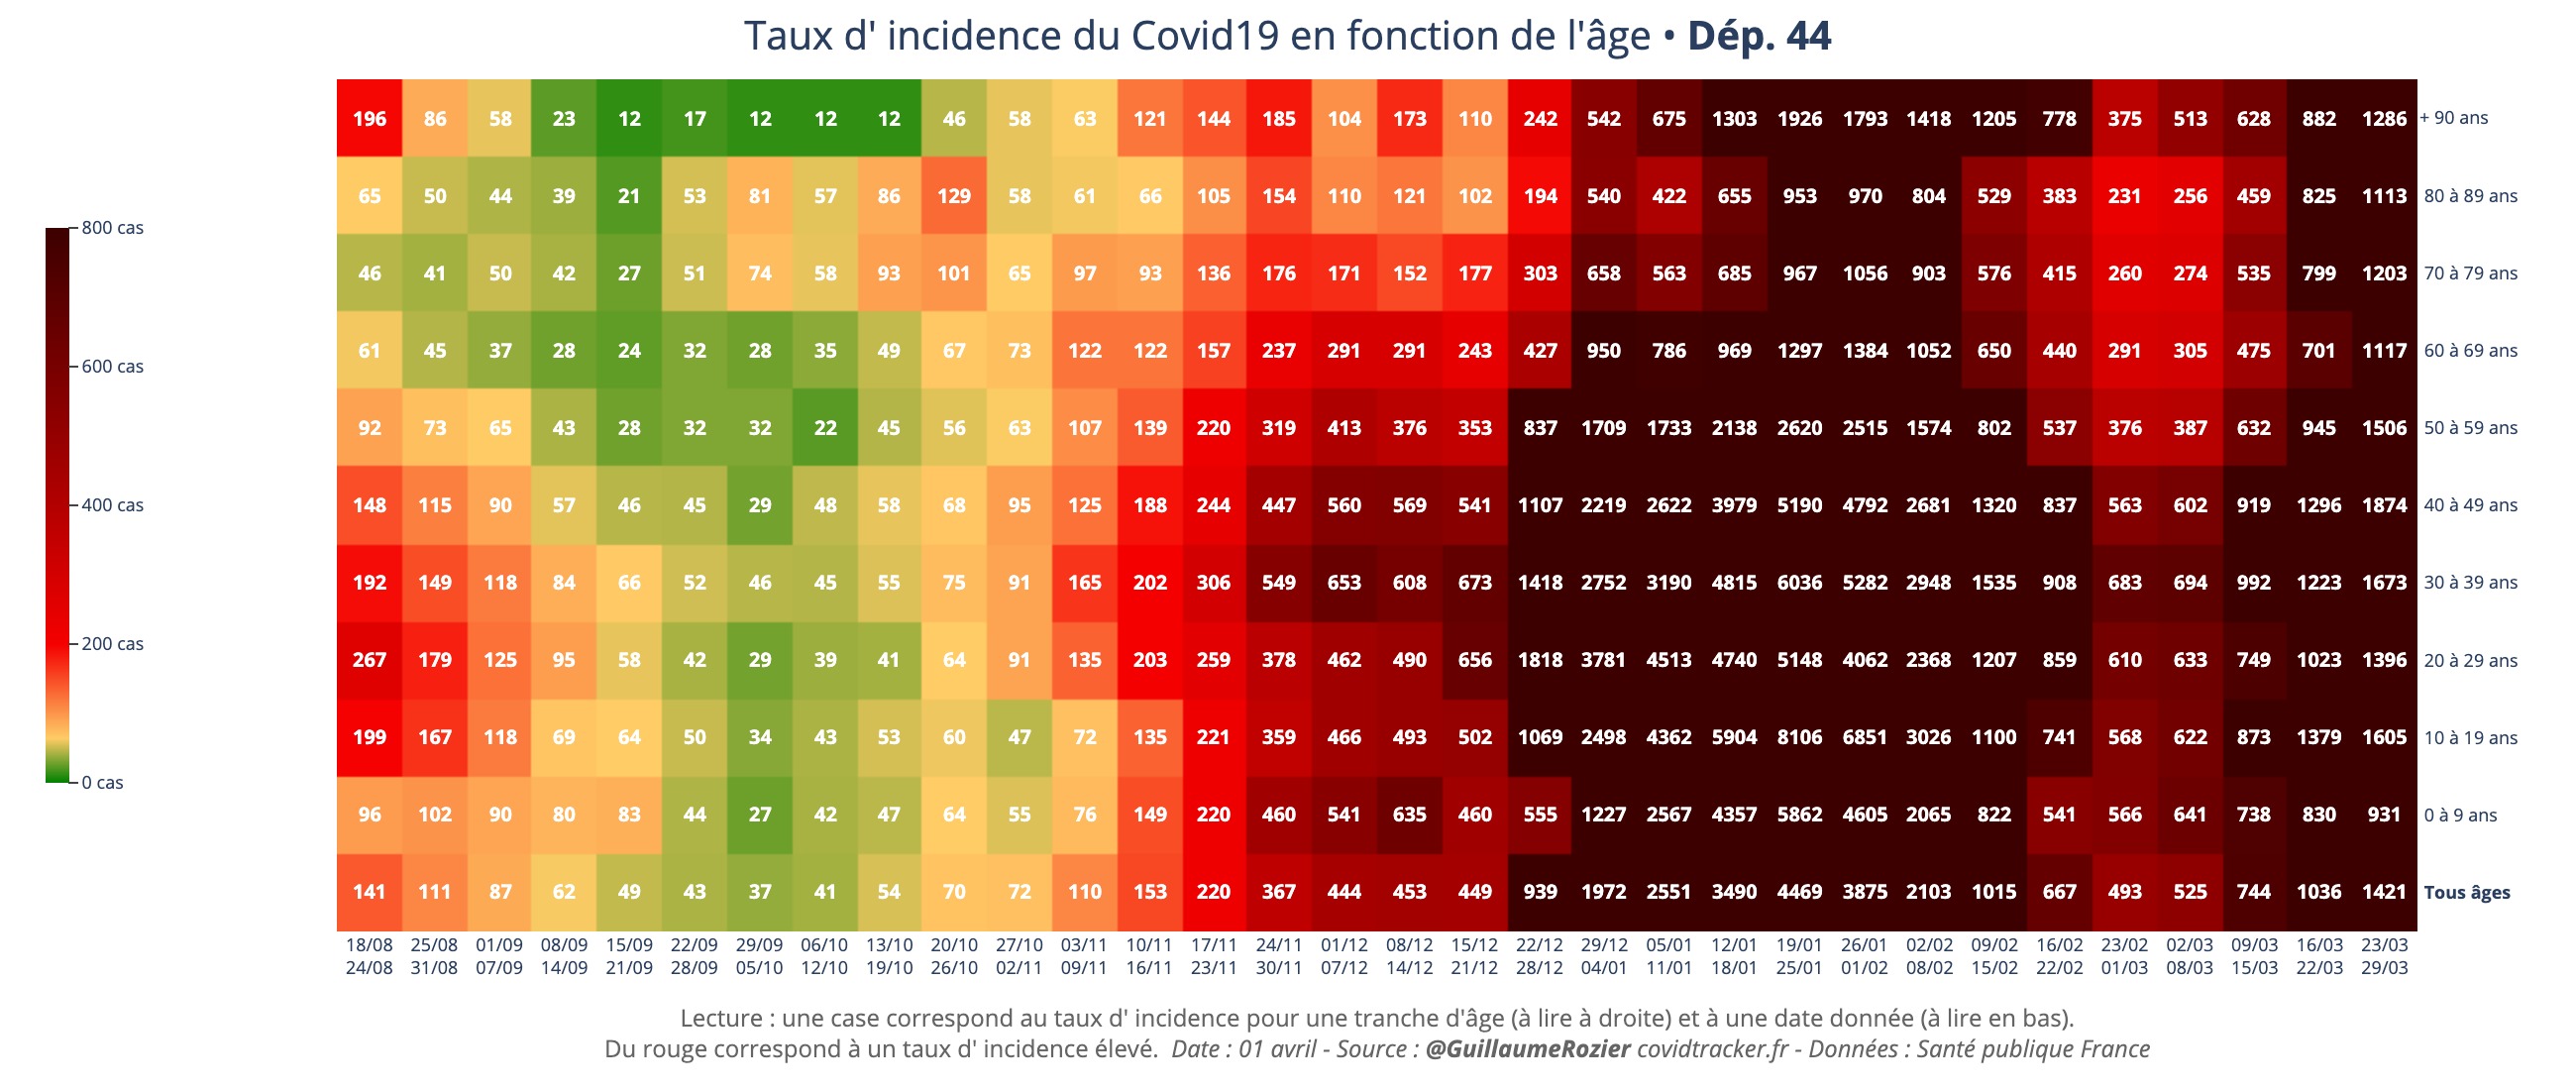 Taux d' incidence du Covid19 en fonction de l'âge • Dép. 44
196 86 58 23 12 17 12 12 12 46 58 63 121 144 185 104 173 110 242 542 675 1303 1926 1793 1418 1205 778 375 513 628 882 1286 + 90 ans
65 50 44 39 21 53 81 57 86 129 58 61 66 105 154 110 121 102 194 540 422 655 953 970 804 529 383 231 256 459 825 1113 80 à 89 ans
800 cas
46 41 50 42 27 51 74 58 93 101 65 97 93 136 176 171 152 177 303 658 563 685 967 1056 903 576 415 260 274 535 799 1203 70 à 79 ans
61 45 37 28 24 32 28 35 49 67 73 122 122 157 237 291 291 243 427 950 786 969 1297 1384 1052 650 440 291 305 475 701 1117 60 à 69 ans
600 cas
92 73 65 43 28 32 32 22 45 56 63 107 139 220 319 413 376 353 837 1709 1733 2138 2620 2515 1574 802 537 376 387 632 945 1506 50 à 59 ans
400 cas
148 115 90 57 46 45 29 48 58 68 95 125 188 244 447 560 569 541 1107 2219 2622 3979 5190 4792 2681 1320 837 563 602 919 1296 1874 40 à 49 ans
192 149 118 84 66 52 46 45 55 75 91 165 202 306 549 653 608 673 1418 2752 3190 4815 6036 5282 2948 1535 908 683 694 992 1223 1673 30 à 39 ans
200 cas
267 179 125 95 58 42 29 39 41 64 91 135 203 259 378 462 490 656 1818 3781 4513 4740 5148 4062 2368 1207 859 610 633 749 1023 1396 20 à 29 ans
199 167 118 69 64 50 34 43 53 60 47 72 135 221 359 466 493 502 1069 2498 4362 5904 8106 6851 3026 1100 741 568 622 873 1379 1605 10 à 19 ans
0 cas
96 102 90 80 83 44 27 42 47 64 55 76 149 220 460 541 635 460 555 1227 2567 4357 5862 4605 2065 822 541 566 641 738 830 931 0 à 9 ans
141 111 87 62 49 43 37 41 54 70 72 110 153 220 367 444 453 449 939 1972 2551 3490 4469 3875 2103 1015 667 493 525 744 1036 1421 Tous âges
18/08 25/08 01/09 08/09 15/09 22/09 29/09 06/10 13/10 20/10 27/10 03/11 10/11 17/11 24/11 01/12 08/12 15/12 22/12 29/12 05/01 12/01 19/01 26/01 02/02 09/02 16/02 23/02 02/03 09/03 16/03 23/03
24/08 31/08 07/09 14/09 21/09 28/09 05/10 12/10 19/10 26/10 02/11 09/11 16/11 23/11 30/11 07/12 14/12 21/12 28/12 04/01 11/01 18/01 25/01 01/02 08/02 15/02 22/02 01/03 08/03 15/03 22/03 29/03
Lecture : une case correspond au taux d' incidence pour une tranche d'âge (à lire à droite) et à une date donnée (à lire en bas).
Du rouge correspond à un taux d' incidence élevé. Date : 01 avril - Source : @GuillaumeRozier covidtracker.fr - Données : Santé publique France